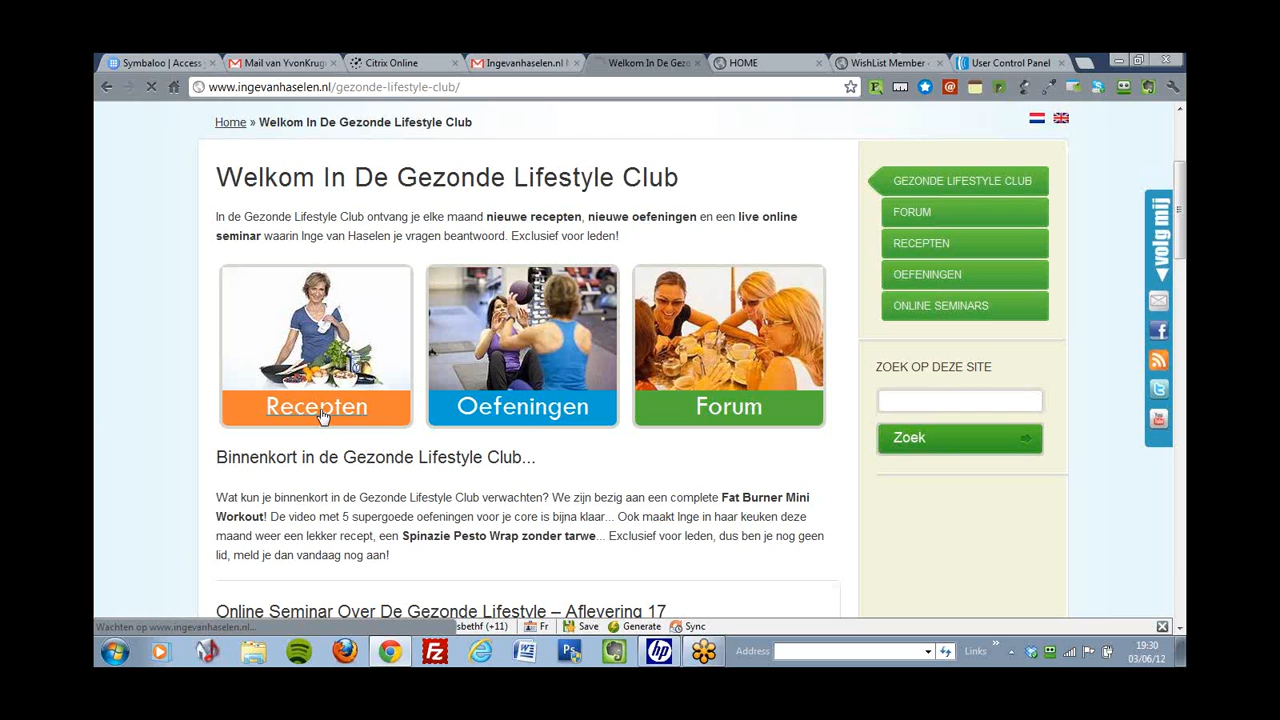 Symbaloo | Access
Mail van YvonKrug
Citrix Online
Ingevanhaselen.nl
Welkom In De Gezo
HOME
WishList Member
User Control Panel
www.ingevanhaselen.nl/gezonde-lifestyle-club/
Home » Welkom In De Gezonde Lifestyle Club
Welkom In De Gezonde Lifestyle Club
In de Gezonde Lifestyle Club ontvang je elke maand nieuwe recepten, nieuwe oefeningen en een live online
seminar waarin Inge van Haselen je vragen beantwoord. Exclusief voor leden!
Recepten
Oefeningen
Forum
Binnenkort in de Gezonde Lifestyle Club...
Wat kun je binnenkort in de Gezonde Lifestyle Club verwachten? We zijn bezig aan een complete Fat Burner Mini
Workout! De video met 5 supergoede oefeningen voor je core is bijna klaar... Ook maakt Inge in haar keuken deze
maand weer een lekker recept, een Spinazie Pesto Wrap zonder tarwe... Exclusief voor leden, dus ben je nog geen
lid, meld je dan vandaag nog aan!
Online Seminar Over De Gezonde Lifestyle – Aflevering 17
GEZONDE LIFESTYLE CLUB
FORUM
RECEPTEN
OEFENINGEN
ONLINE SEMINARS
ZOEK OP DEZE SITE
Zoek
volg mij
Wachten op www.ingevanhaselen.nl...
sbethf (+11)
Fr
Save
Generate
Sync
Address
Links
19:30
03/06/12